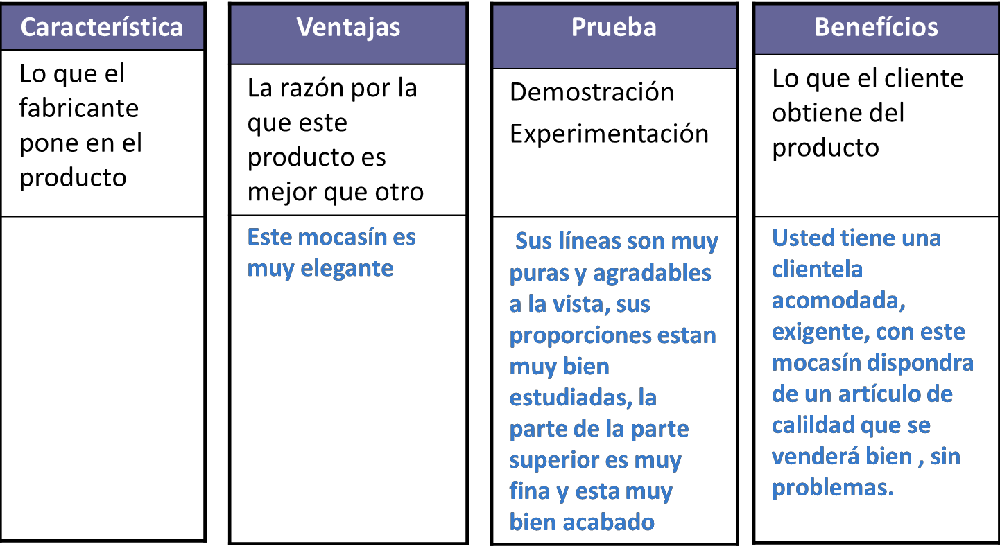 Característica
Lo que el
fabricante
pone en el
producto
Ventajas
La razón por la
que este
producto es
mejor que otro
Este mocasín es
muy elegante
Prueba
Demostración
Experimentación
Sus líneas son muy
puras y agradables
a la vista, sus
proporciones estan
muy bien
estudiadas, la
parte de la parte
superior es muy
fina y esta muy
bien acabado
Benefícios
Lo que el cliente
obtiene del
producto
Usted tiene una
clientela
acomodada,
exigente, con este
mocasín dispondra
de un artículo de
calildad que se
venderá bien , sin
problemas.